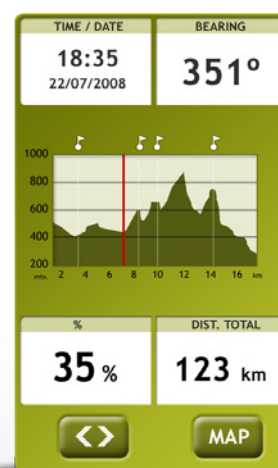 TIME / DATE BEARING
18:35 351º
22/07/2008
1000
800
600
400
200
mts. 2 4 6 8 10 12 14 16 km
% DIST. TOTAL
35 % 123 km
<> MAP